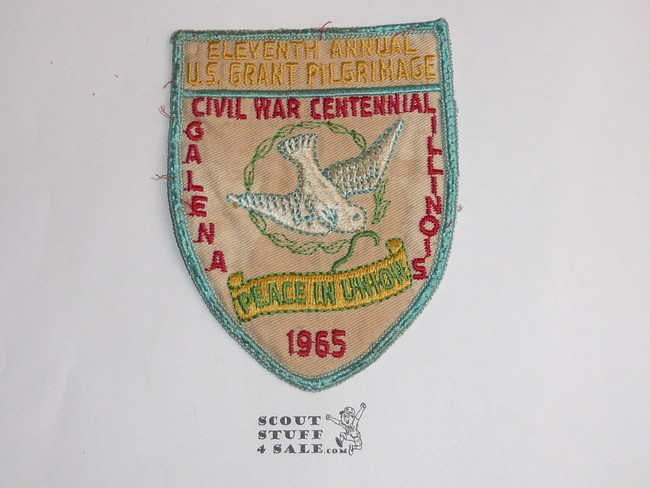 ELEVENTH ANNUAL
U.S. GRANT PILGRIMAGE
CIVIL WAR CENTENNIAL
GALENA
ILLINOIS
PEACE IN UNION
1965
SCOUT
STUFF
4 SALE.COM